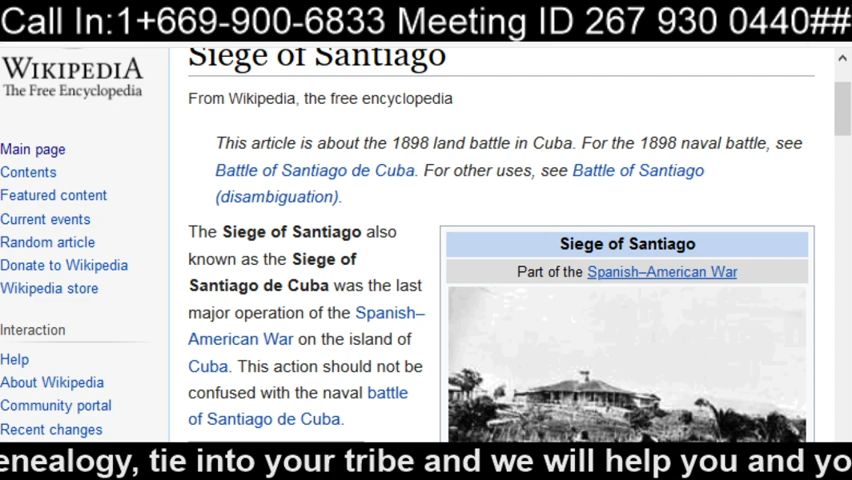 Call In:1+669-900-6833 Meeting ID 267 930 0440##
Siege of Santiago
WIKIPEDIA
The Free Encyclopedia
From Wikipedia, the free encyclopedia
This article is about the 1898 land battle in Cuba. For the 1898 naval battle, see
Battle of Santiago de Cuba. For other uses, see Battle of Santiago
(disambiguation).
Main page
Contents
Featured content
Current events
Random article
Donate to Wikipedia
Wikipedia store
Interaction
Help
About Wikipedia
Community portal
Recent changes
The Siege of Santiago also
known as the Siege of
Santiago de Cuba was the last
major operation of the Spanish–
American War on the island of
Cuba. This action should not be
confused with the naval battle
of Santiago de Cuba.
Siege of Santiago
Part of the Spanish–American War
enealogy, tie into your tribe and we will help you and yo